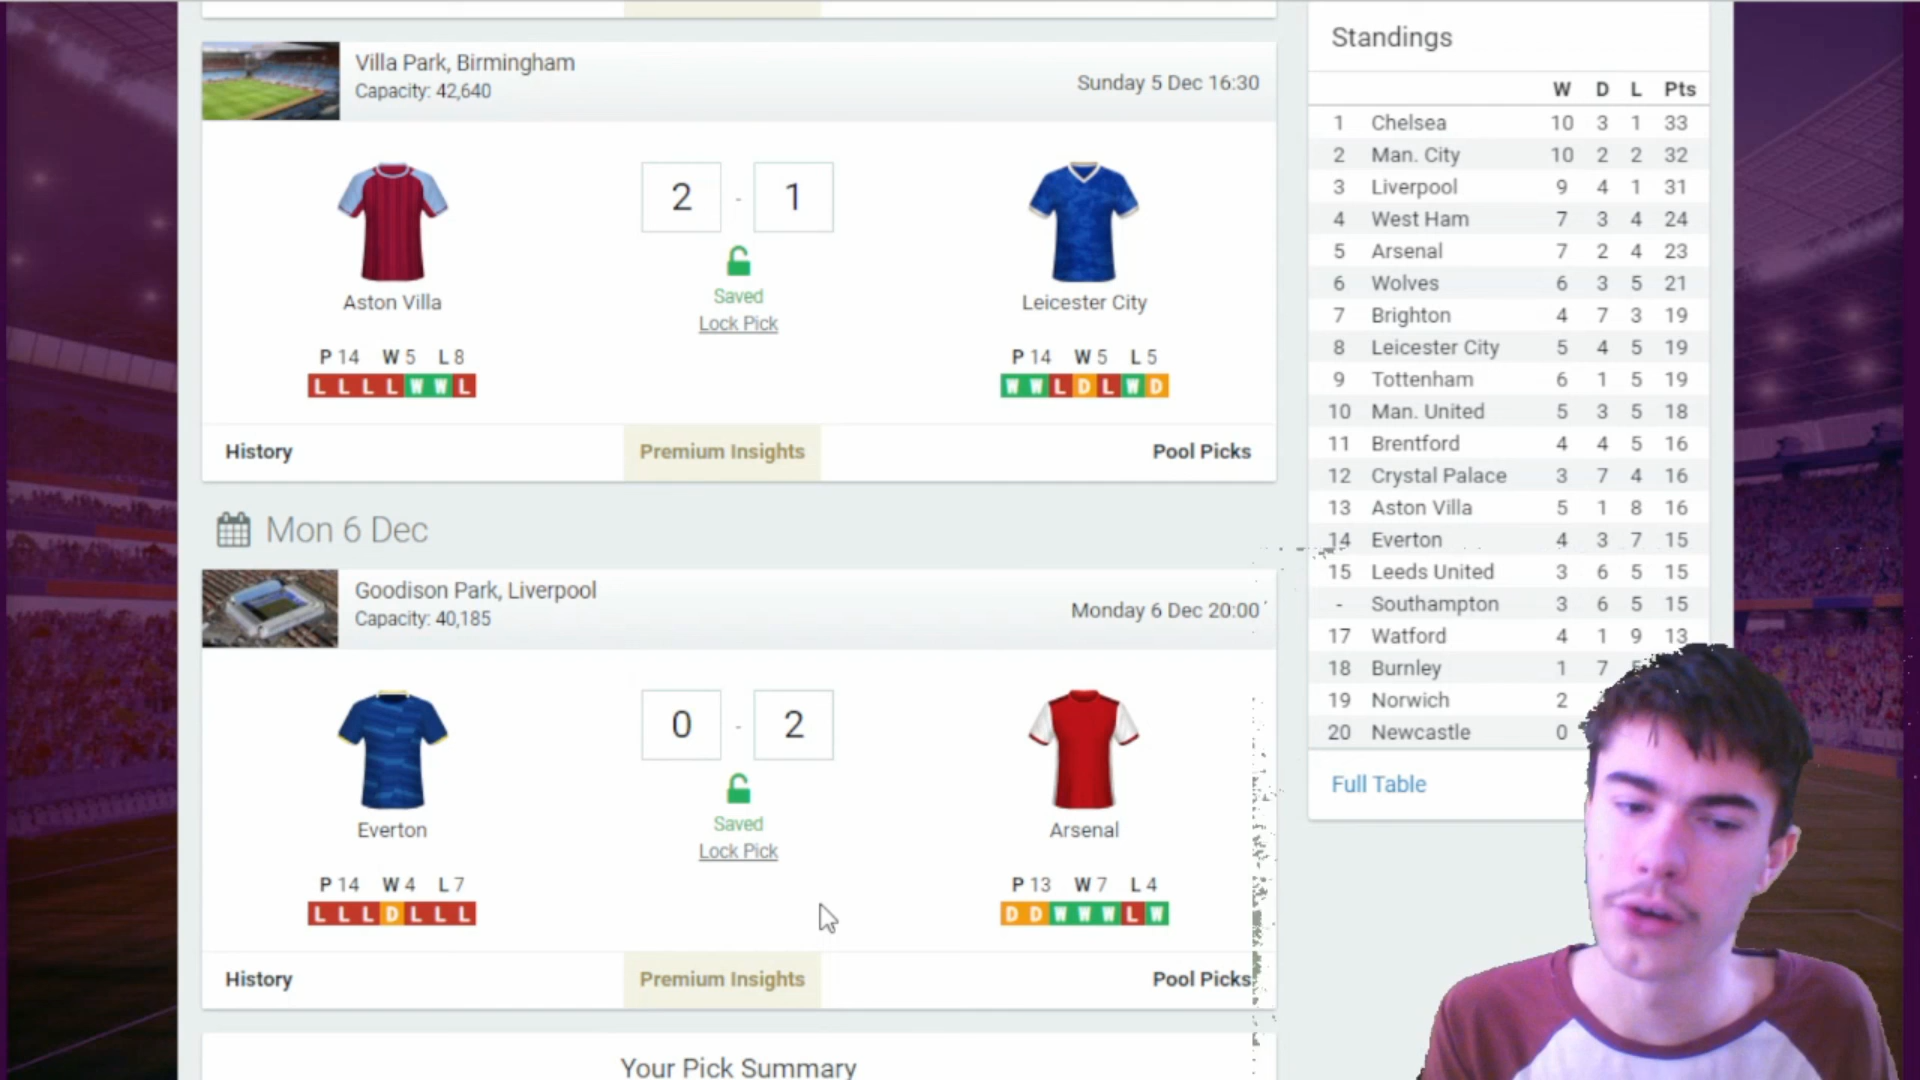 Villa Park, Birmingham
Capacity: 42,640
Sunday 5 Dec 16:30
2 - 1
Saved
Lock Pick
Aston Villa
Leicester City
P 14 W 5 L 8
L L L L W W L
P 14 W 5 L 5
W W L D L W D
History
Premium Insights
Pool Picks
Mon 6 Dec
Goodison Park, Liverpool
Capacity: 40,185
Monday 6 Dec 20:00
0 - 2
Saved
Lock Pick
Everton
Arsenal
P 14 W 4 L 7
L L L D L L L
P 13 W 7 L 4
D D W W W L W
History
Premium Insights
Pool Picks
Your Pick Summary
Standings
W D L Pts
1 Chelsea 10 3 1 33
2 Man. City 10 2 2 32
3 Liverpool 9 4 1 31
4 West Ham 7 3 4 24
5 Arsenal 7 2 4 23
6 Wolves 6 3 5 21
7 Brighton 4 7 3 19
8 Leicester City 5 4 5 19
9 Tottenham 6 1 5 19
10 Man. United 5 3 5 18
11 Brentford 4 4 5 16
12 Crystal Palace 3 7 4 16
13 Aston Villa 5 1 8 16
14 Everton 4 3 7 15
15 Leeds United 3 6 5 15
- Southampton 3 6 5 15
17 Watford 4 1 9 13
18 Burnley 1 7
19 Norwich 2
20 Newcastle 0
Full Table